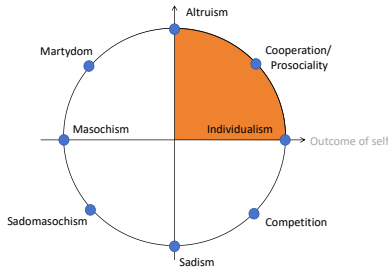 Altruism
Martydom
Cooperation/
Prosociality
Masochism
Individualism
Outcome of self
Sadomasochism
Competition
Sadism